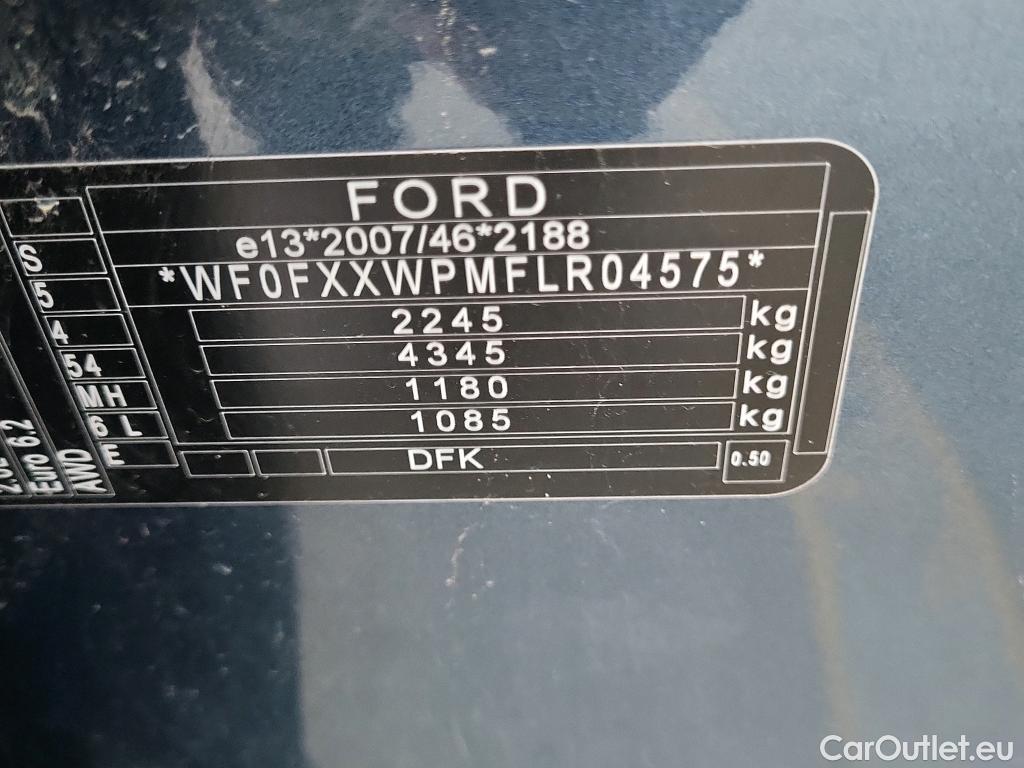 FORD
e13*2007/46*2188
*WF0FXXWPMFLR04575*
2245 kg
4345 kg
1180 kg
1085 kg
DFK
0.50
S
5
4
54
MH
6 L
E
Euro 6.2
AWD
CarOutlet.eu